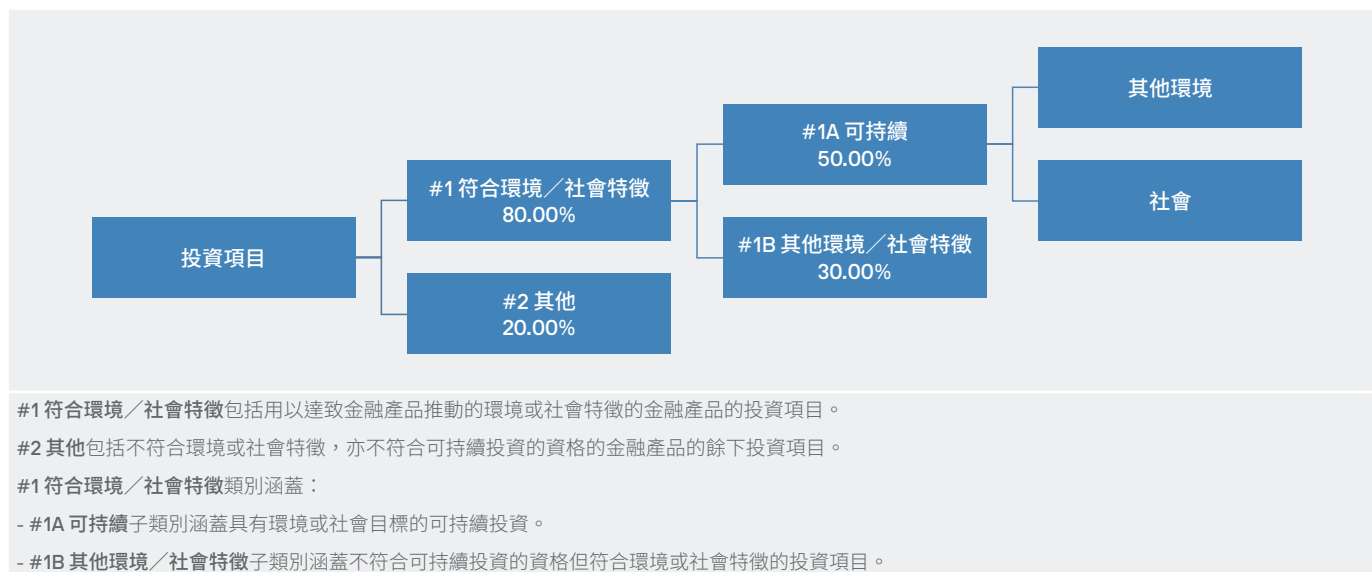 投資項目
#1 符合環境／社會特徵
80.00%
#2 其他
20.00%
#1A 可持續
50.00%
#1B 其他環境／社會特徵
30.00%
其他環境
社會
#1 符合環境／社會特徵包括用以達致金融產品推動的環境或社會特徵的金融產品的投資項目。
#2 其他包括不符合環境或社會特徵，亦不符合可持續投資的資格的金融產品的餘下投資項目。
#1 符合環境／社會特徵類別涵蓋：
- #1A 可持續子類別涵蓋具有環境或社會目標的可持續投資。
- #1B 其他環境／社會特徵子類別涵蓋不符合可持續投資的資格但符合環境或社會特徵的投資項目。